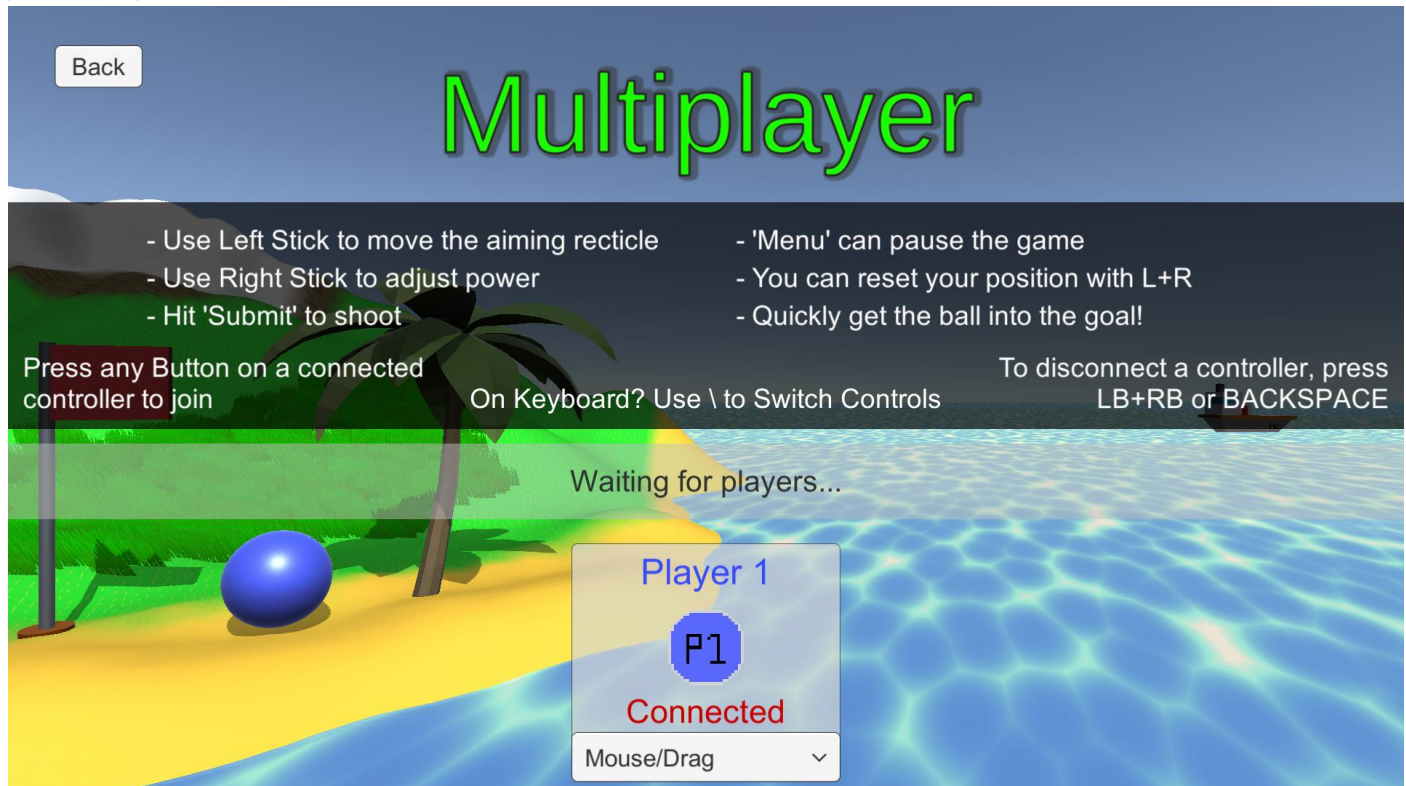 Back
Multiplayer
- Use Left Stick to move the aiming recticle
- Use Right Stick to adjust power
- Hit 'Submit' to shoot
- 'Menu' can pause the game
- You can reset your position with L+R
- Quickly get the ball into the goal!
Press any Button on a connected
controller to join
On Keyboard? Use \ to Switch Controls
To disconnect a controller, press
LB+RB or BACKSPACE
Waiting for players...
Player 1
P1
Connected
Mouse/Drag